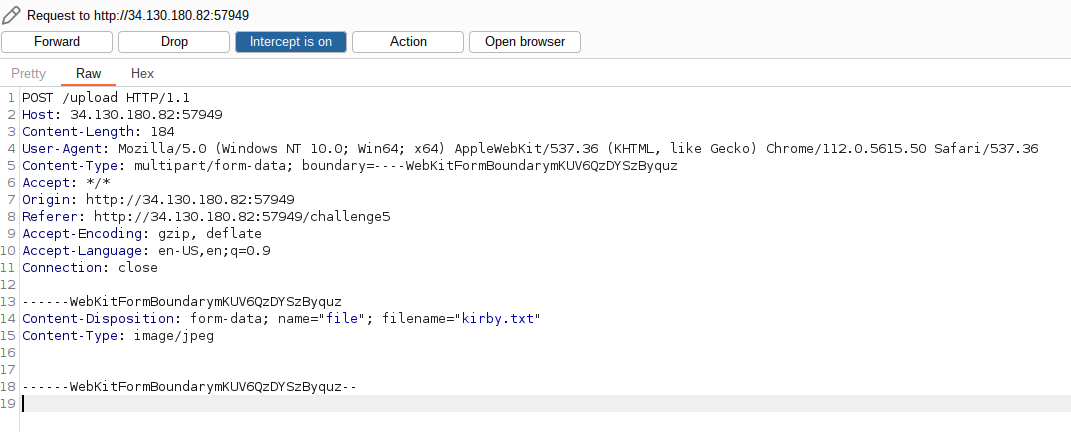 Request to http://34.130.180.82:57949
Forward Drop Intercept is on Action Open browser
Pretty Raw Hex
1 POST /upload HTTP/1.1
2 Host: 34.130.180.82:57949
3 Content-Length: 184
4 User-Agent: Mozilla/5.0 (Windows NT 10.0; Win64; x64) AppleWebKit/537.36 (KHTML, like Gecko) Chrome/112.0.5615.50 Safari/537.36
5 Content-Type: multipart/form-data; boundary=----WebKitFormBoundarymKUV6QzDYSzByquz
6 Accept: */*
7 Origin: http://34.130.180.82:57949
8 Referer: http://34.130.180.82:57949/challenge5
9 Accept-Encoding: gzip, deflate
10 Accept-Language: en-US,en;q=0.9
11 Connection: close
12
13 ------WebKitFormBoundarymKUV6QzDYSzByquz
14 Content-Disposition: form-data; name="file"; filename="kirby.txt"
15 Content-Type: image/jpeg
16
17
18 ------WebKitFormBoundarymKUV6QzDYSzByquz--
19